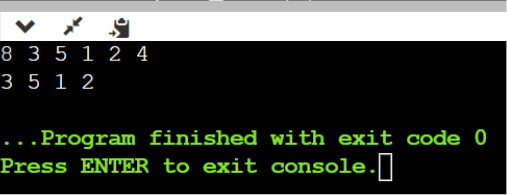 8 3 5 1 2 4
3 5 1 2
...Program finished with exit code 0
Press ENTER to exit console.